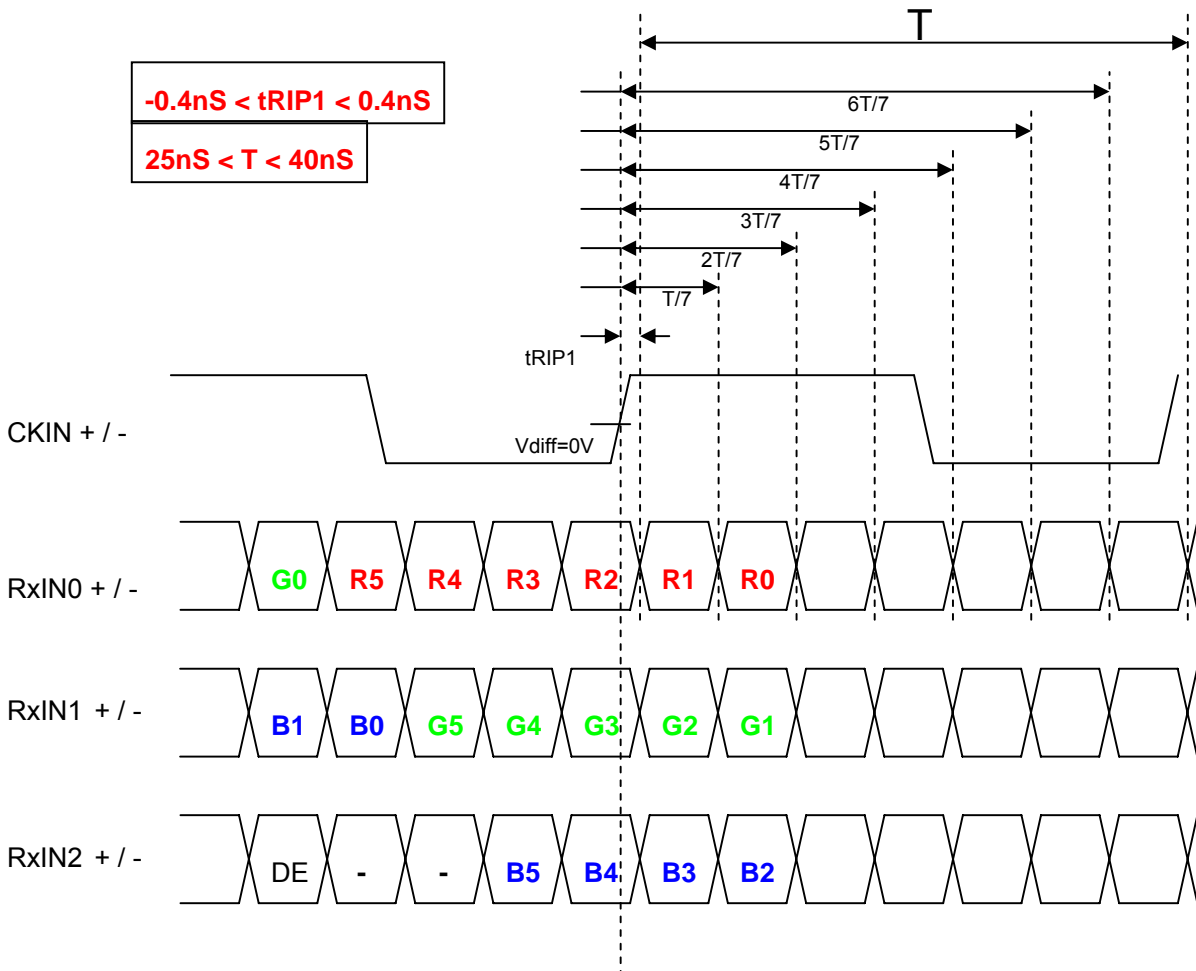 T
-0.4nS < tRIP1 < 0.4nS
25nS < T < 40nS
6T/7
5T/7
4T/7
3T/7
2T/7
T/7
tRIP1
CKIN + / -
Vdiff=0V
RxIN0 + / - G0 R5 R4 R3 R2 R1 R0
RxIN1 + / - B1 B0 G5 G4 G3 G2 G1
RxIN2 + / - DE - - B5 B4 B3 B2